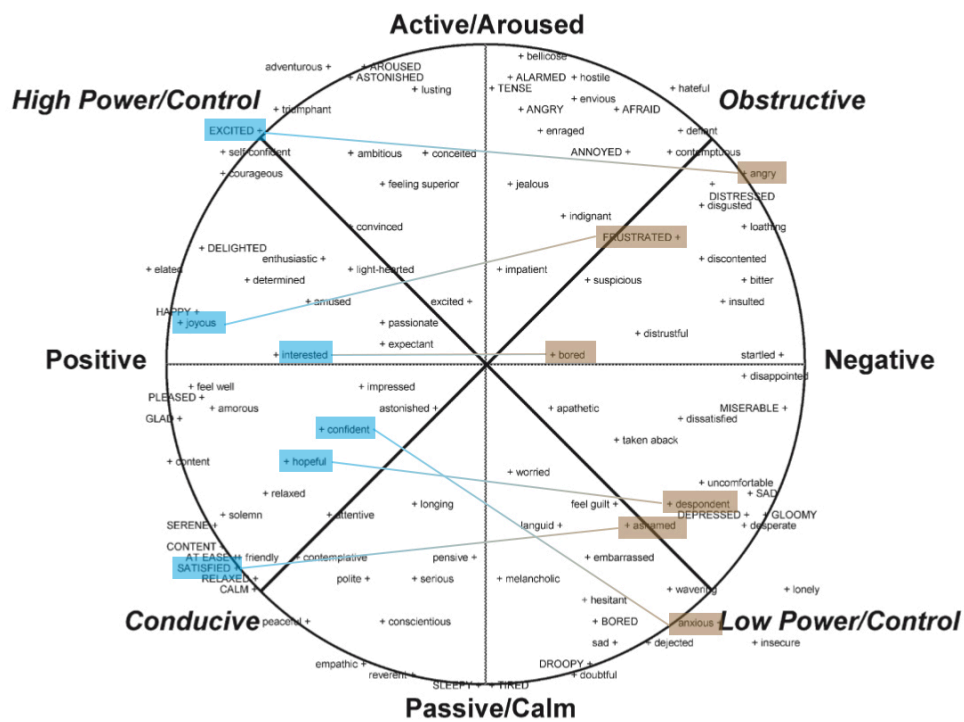 Active/Aroused
+ bellicose
adventurous + + AROUSED
+ ASTONISHED + ALARMED + hostile
+ lusting + TENSE + hateful
High Power/Control + envious Obstructive
+ triumphant + ANGRY + AFRAID
EXCITED + + enraged + defiant
+ self-confident + ambitious + conceited ANNOYED + + contemptuous
+ courageous + angry
+ feeling superior + jealous +
DISTRESSED
+ disgusted
+ indignant
+ convinced + loathing
FRUSTRATED +
+ DELIGHTED
enthusiastic + + discontented
+ elated + light-hearted + impatient
+ determined + suspicious + bitter
+ amused excited + + insulted
HAPPY +
+ joyous + passionate
+ distrustful
+ expectant
Positive + interested + bored startled + Negative
+ disappointed
+ feel well + impressed
PLEASED +
+ amorous astonished + + apathetic MISERABLE +
GLAD + + dissatisfied
+ confident
+ taken aback
+ content + hopeful
+ worried
+ uncomfortable
+ relaxed + SAD
+ longing feel guilt + + despondent
+ solemn + attentive DEPRESSED + + GLOOMY
SERENE + languid + + ashamed + desperate
CONTENT +
AT EASE + + friendly + contemplative pensive + + embarrassed
SATISFIED +
RELAXED + polite + + serious + melancholic
CALM + + wavering + lonely
+ hesitant
Conducive peaceful + + conscientious + BORED anxious + Low Power/Control
sad + + dejected + insecure
empathic + DROOPY +
reverent + + doubtful
SLEEPY + + TIRED
Passive/Calm